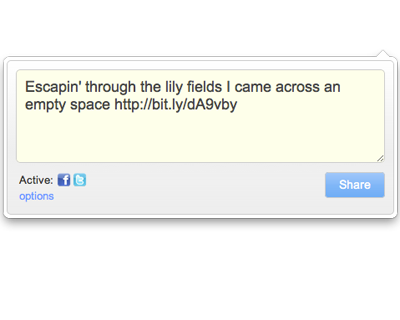 Escapin' through the lily fields I came across an
empty space http://bit.ly/dA9vby
Active:
options
Share